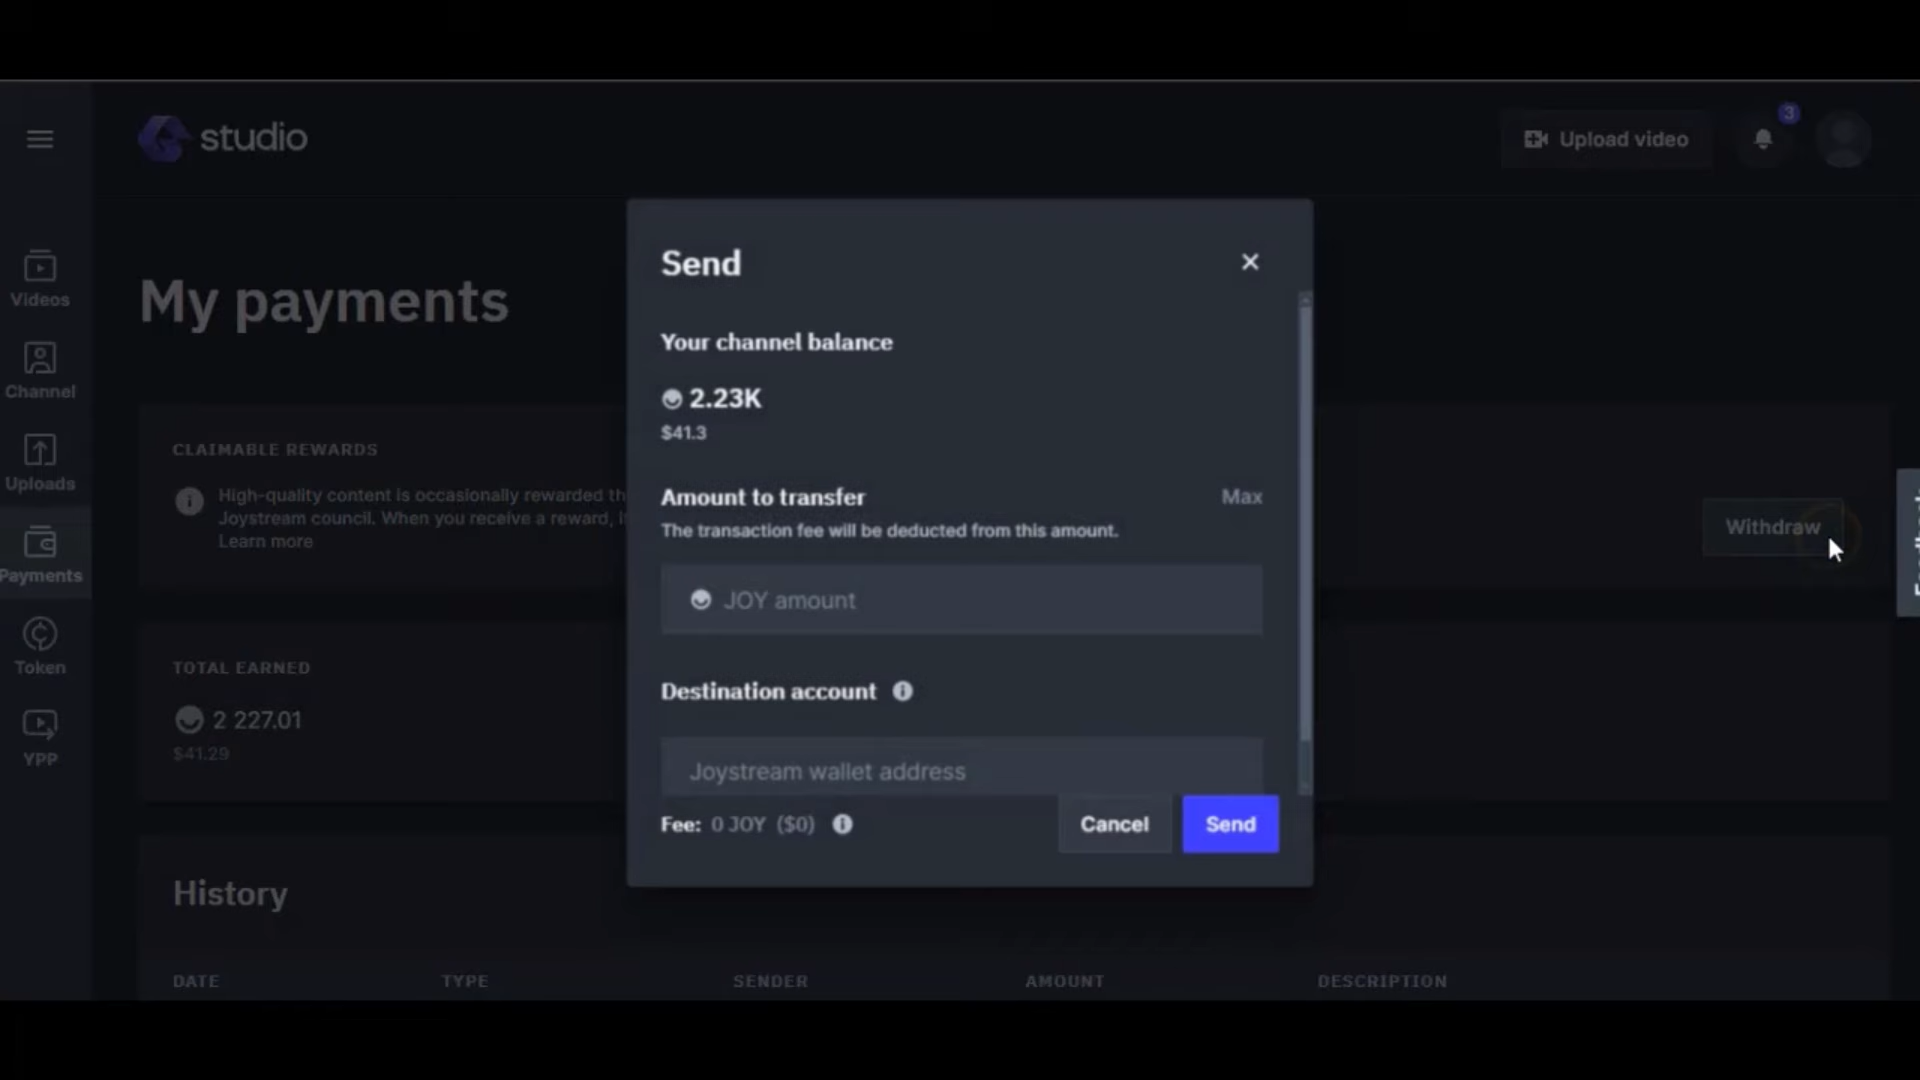 studio
Upload video
3
Videos
Channel
Uploads
Payments
Token
YPP
My payments
CLAIMABLE REWARDS
High-quality content is occasionally rewarded
Joystream council. When you receive a reward,
Learn more
Withdraw
TOTAL EARNED
2 227.01
$41.29
History
DATE TYPE SENDER AMOUNT DESCRIPTION
Send
Your channel balance
2.23K
$41.3
Amount to transfer Max
The transaction fee will be deducted from this amount.
JOY amount
Destination account
Joystream wallet address
Fee: 0 JOY ($0)
Cancel
Send